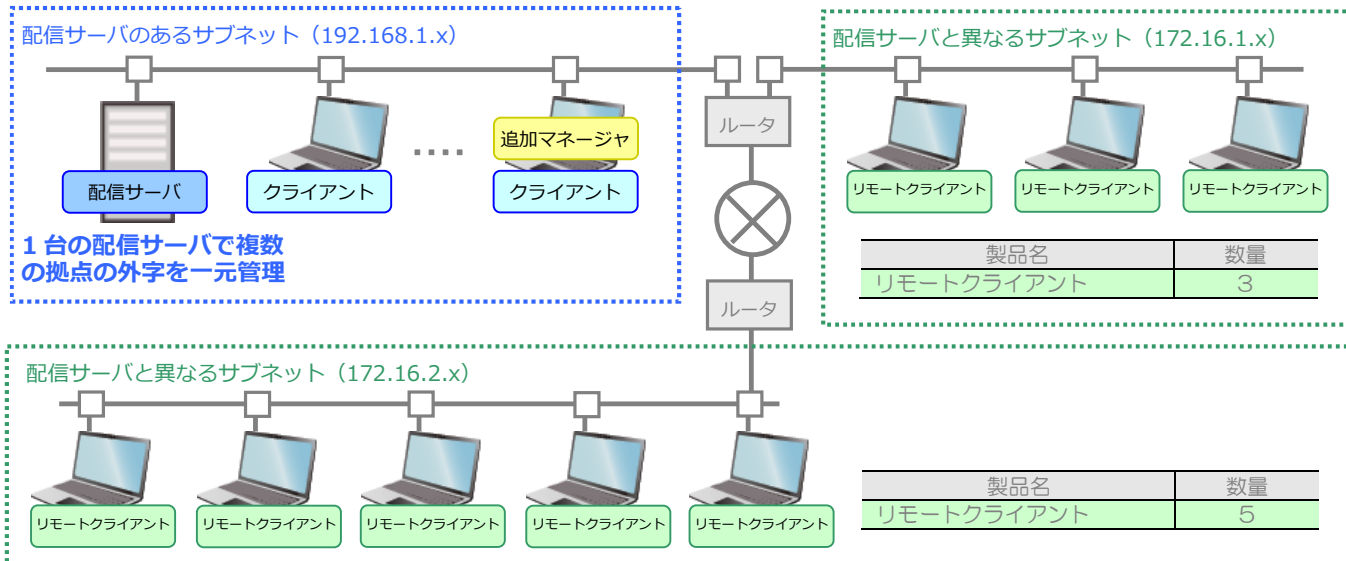 配信サーバのあるサブネット（192.168.1.x）
配信サーバ
クライアント
・・・・
追加マネージャ
クライアント
1 台の配信サーバで複数
の拠点の外字を一元管理
ルータ
ルータ
配信サーバと異なるサブネット（172.16.1.x）
リモートクライアント
リモートクライアント
リモートクライアント
製品名 数量
リモートクライアント 3
配信サーバと異なるサブネット（172.16.2.x）
リモートクライアント
リモートクライアント
リモートクライアント
リモートクライアント
リモートクライアント
製品名 数量
リモートクライアント 5